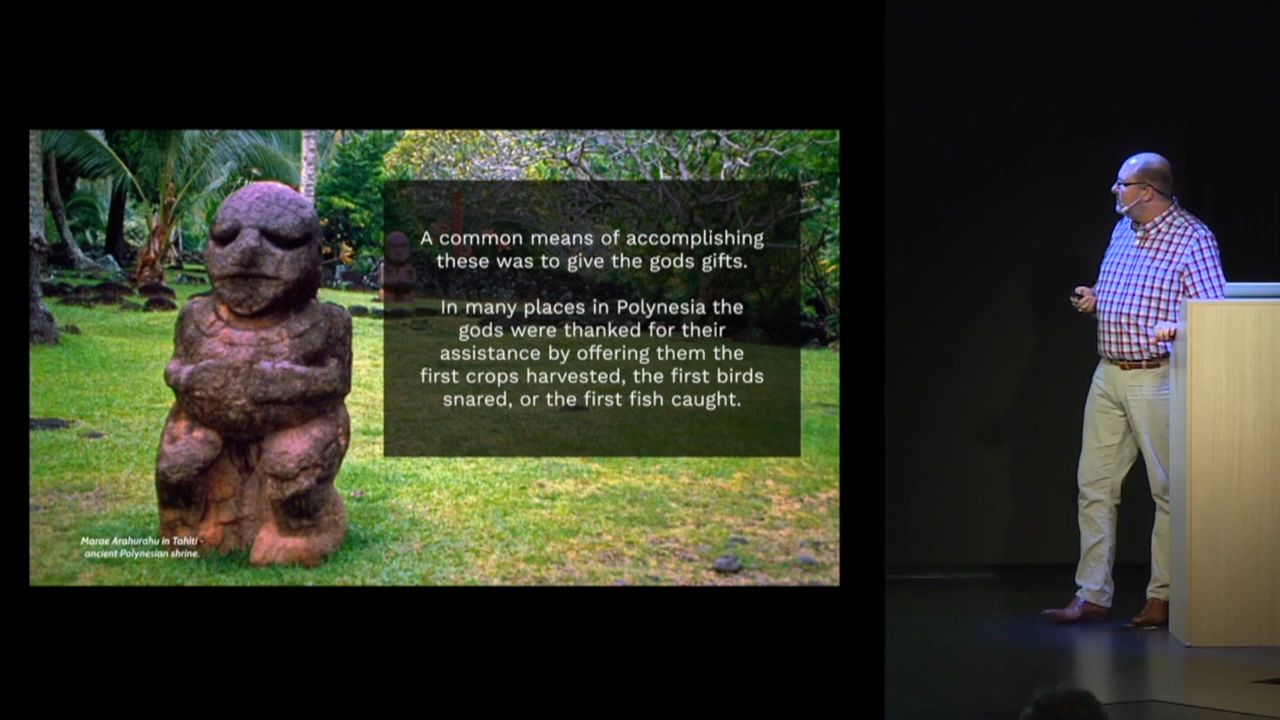 A common means of accomplishing
these was to give the gods gifts.
In many places in Polynesia the
gods were thanked for their
assistance by offering them the
first crops harvested, the first birds
snared, or the first fish caught.
Marae Arahurahu in Tahiti -
ancient Polynesian shrine.